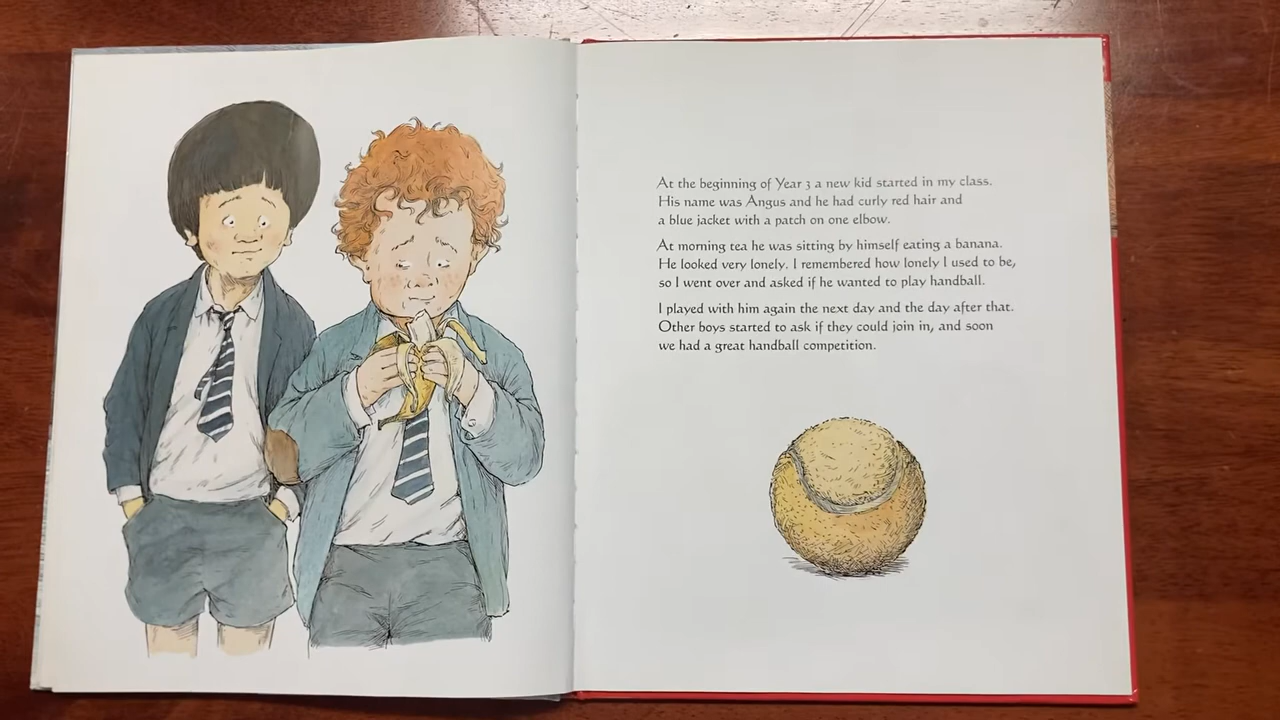 At the beginning of Year 3 a new kid started in my class.
His name was Angus and he had curly red hair and
a blue jacket with a patch on one elbow.
At morning tea he was sitting by himself eating a banana.
He looked very lonely. I remembered how lonely I used to be,
so I went over and asked if he wanted to play handball.
I played with him again the next day and the day after that.
Other boys started to ask if they could join in, and soon
we had a great handball competition.